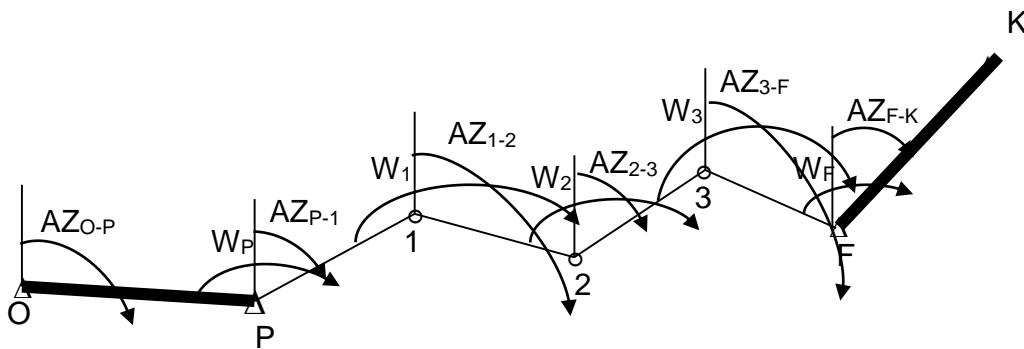 K
AZ3-F
W3
AZF-K
AZ1-2
W1
W2
AZ2-3
WF
3
AZO-P
WP
AZP-1
1
2
F
O
P